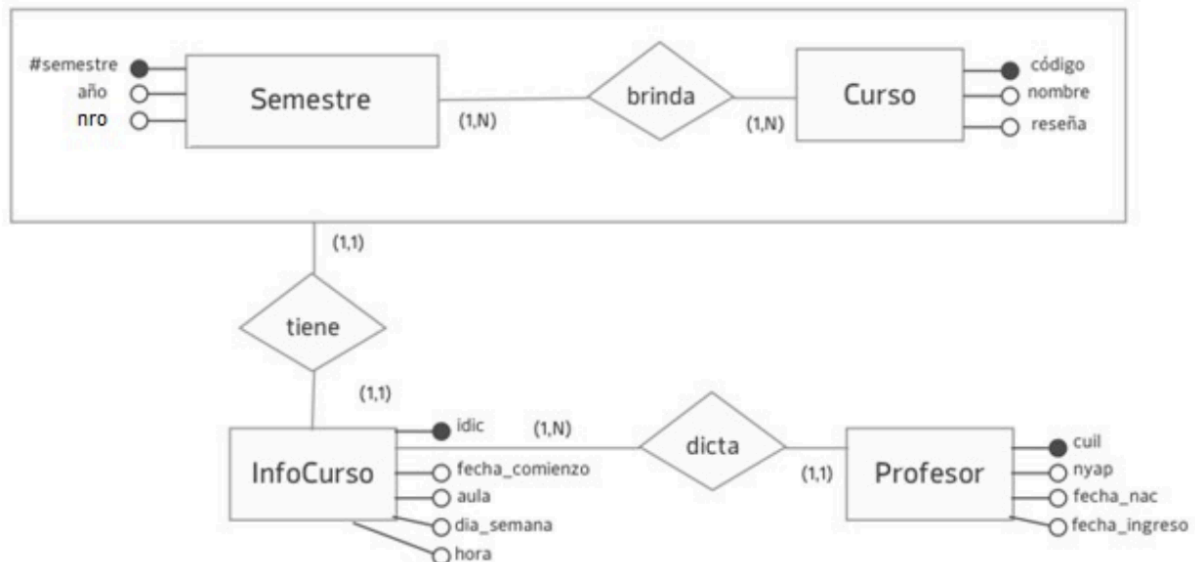 #semestre
año
nro
Semestre
(1,N)
brinda
(1,N)
Curso
código
nombre
reseña
(1,1)
tiene
(1,1)
InfoCurso
idic
fecha_comienzo
aula
dia_semana
hora
(1,N)
dicta
(1,1)
Profesor
cuil
nyap
fecha_nac
fecha_ingreso